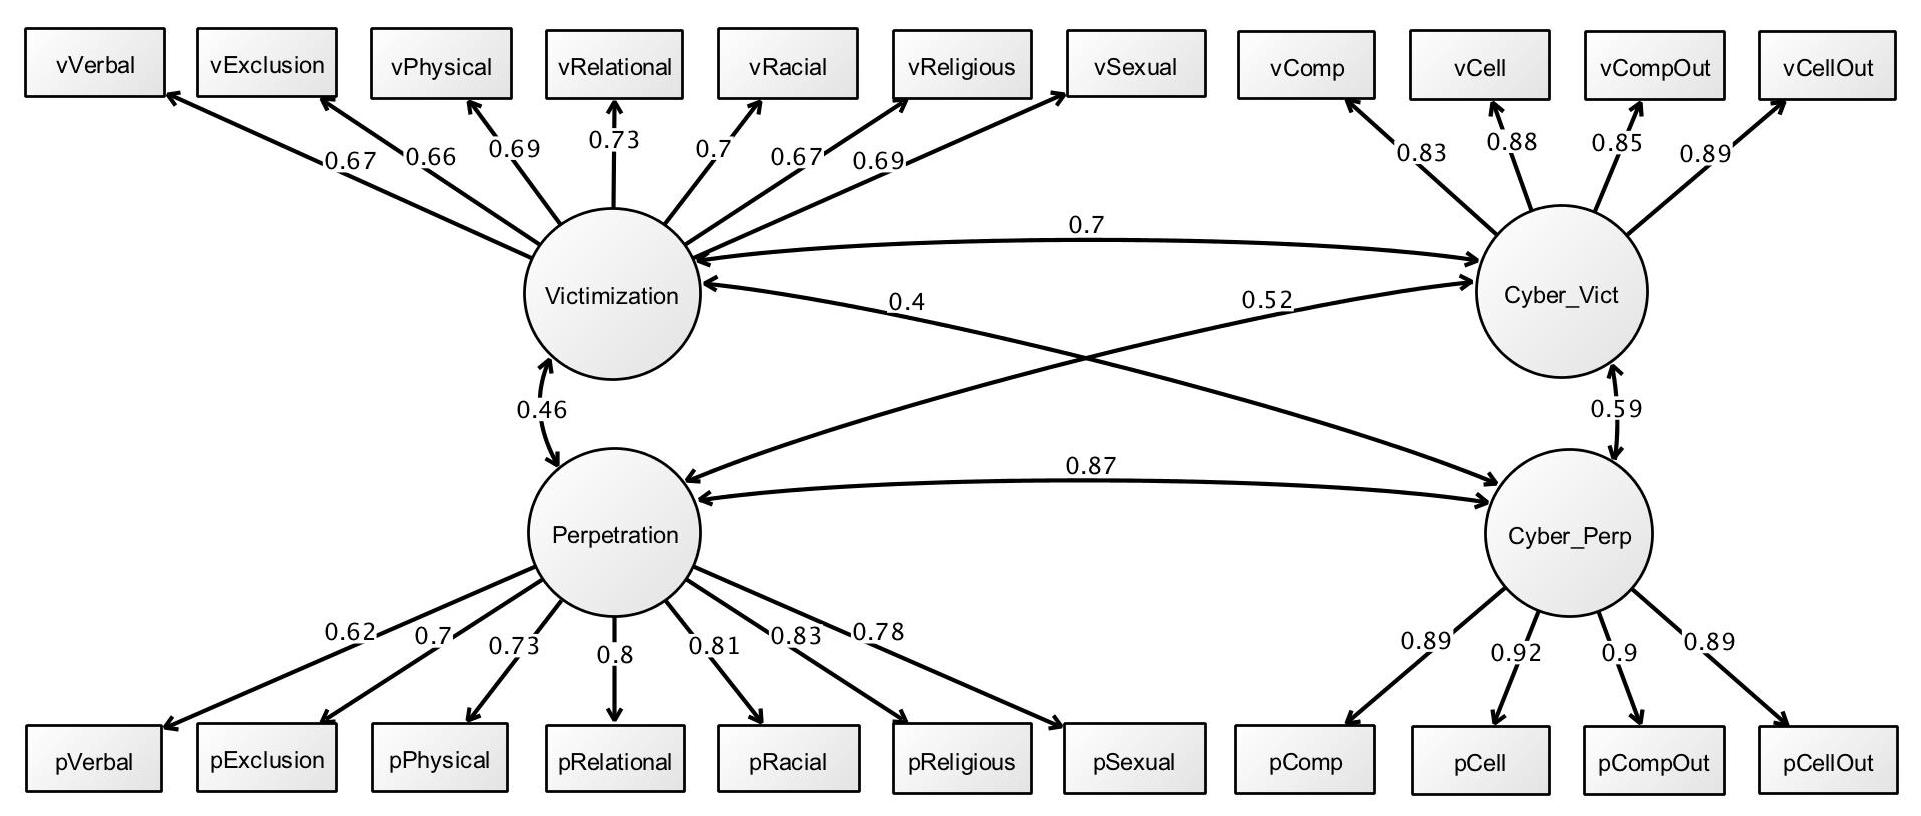 vVerbal
vExclusion
vPhysical
vRelational
vRacial
vReligious
vSexual
vComp
vCell
vCompOut
vCellOut
0.67
0.66
0.69
0.73
0.7
0.67
0.69
0.83
0.88
0.85
0.89
0.7
Victimization
0.4
0.52
Cyber_Vict
0.46
0.59
0.87
Perpetration
Cyber_Perp
0.62
0.7
0.73
0.8
0.81
0.83
0.78
0.89
0.92
0.9
0.89
pVerbal
pExclusion
pPhysical
pRelational
pRacial
pReligious
pSexual
pComp
pCell
pCompOut
pCellOut